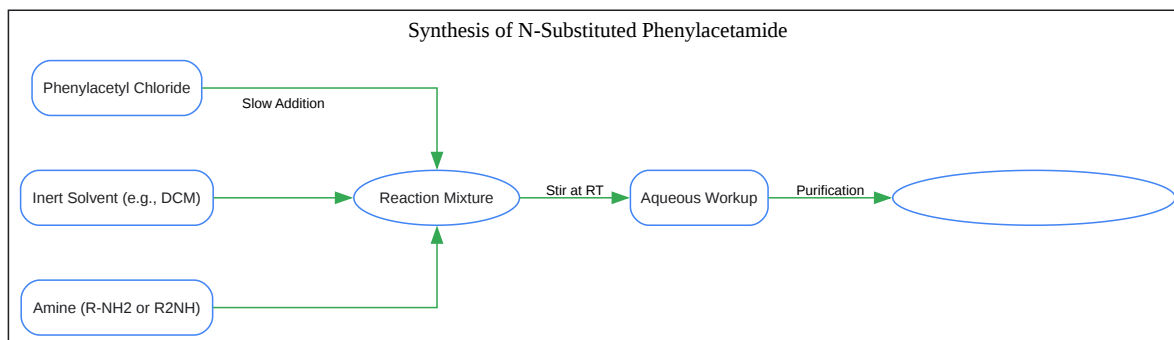 Synthesis of N-Substituted Phenylacetamide
Phenylacetyl Chloride
Slow Addition
Inert Solvent (e.g., DCM)
Reaction Mixture
Stir at RT
Aqueous Workup
Purification
Amine (R-NH2 or R2NH)